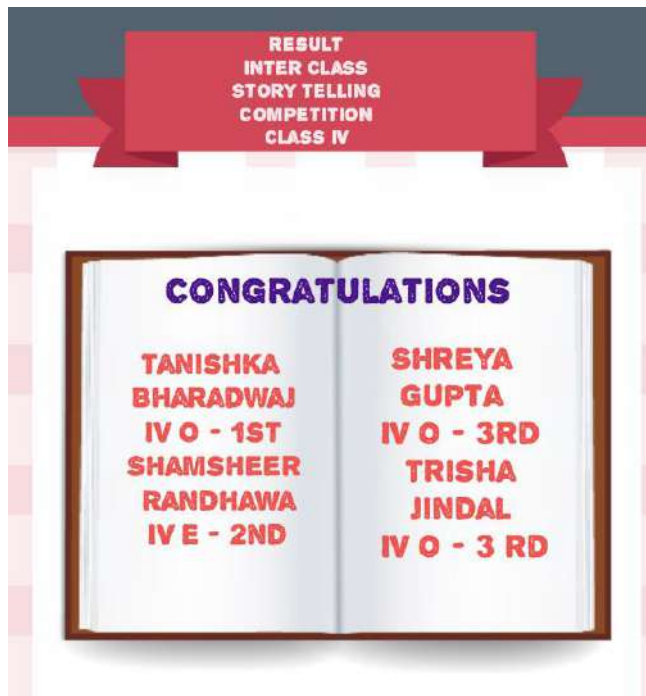 RESULT
INTER CLASS
STORY TELLING
COMPETITION
CLASS IV
CONGRATULATIONS
TANISHKA
BHARADWAJ
IV O - 1ST
SHAMSHEER
RANDHAWA
IV E - 2ND
SHREYA
GUPTA
IV O - 3RD
TRISHA
JINDAL
IV O - 3 RD